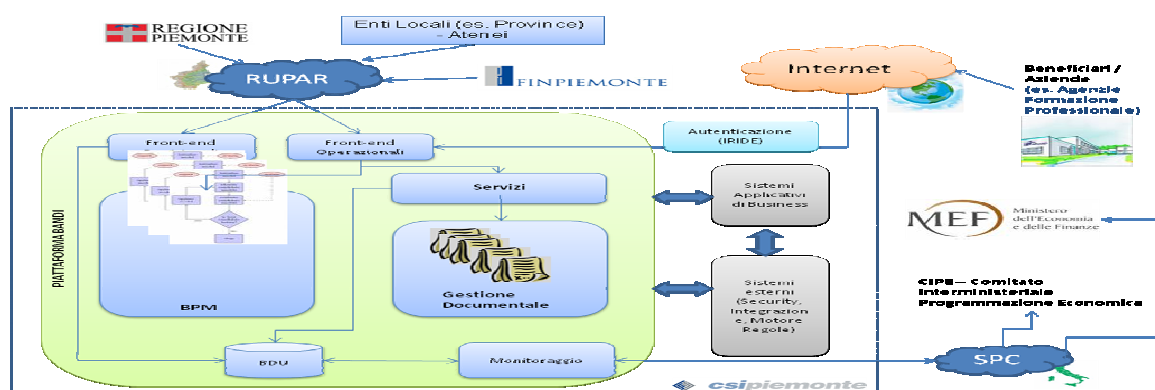 REGIONE
PIEMONTE
Enti Locali (es. Province)
- Atenei
RUPAR
FINPIEMONTE
Internet
Beneficiari /
Aziende
(es. Agenzie
Formazione
Professionale)
PIATTAFORMA BANDI
Front-end
Front-end
Operazionali
Autenticazione
(IRIDE)
Servizi
Sistemi
Applicativi
di Business
BPM
Gestione
Documentale
Sistemi
esterni
(Security,
Integrazion
e, Motore
Regole)
MEF
Ministero
dell'Economia
e delle Finanze
CIPE – Comitato
Interministeriale
Programmazione Economica
BDU
Monitoraggio
SPC
csipiemonte